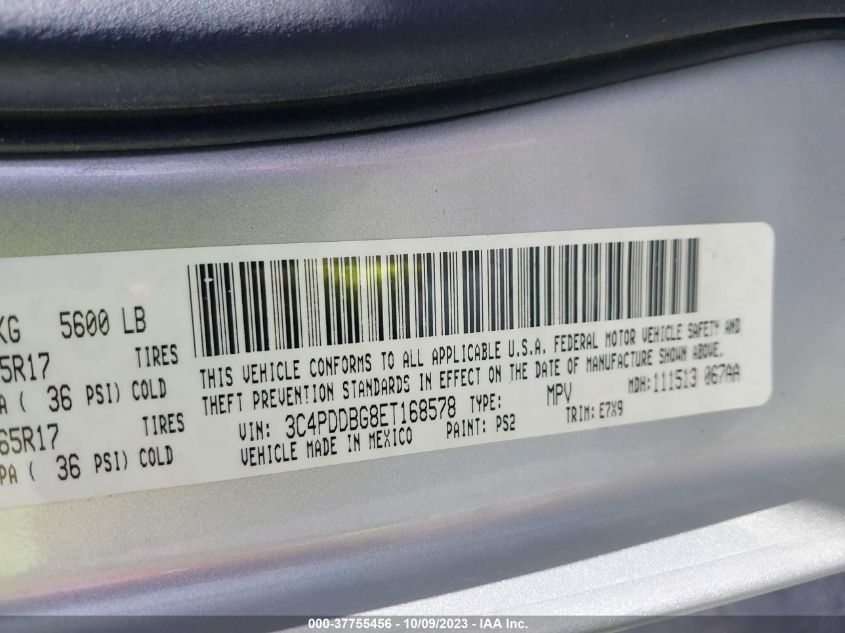 KG 5600 LB
5R17 TIRES
A ( 36 PSI) COLD
65R17 TIRES
PA ( 36 PSI) COLD
THIS VEHICLE CONFORMS TO ALL APPLICABLE U.S.A. FEDERAL MOTOR VEHICLE SAFETY AND
THEFT PREVENTION STANDARDS IN EFFECT ON THE DATE OF MANUFACTURE SHOWN ABOVE.
VIN: 3C4PDDBG8ET168578 TYPE: MPV MDH:111513 067AA
VEHICLE MADE IN MEXICO PAINT: PS2 TRIM: E7X9
000-37755456 - 10/09/2023 - IAA Inc.